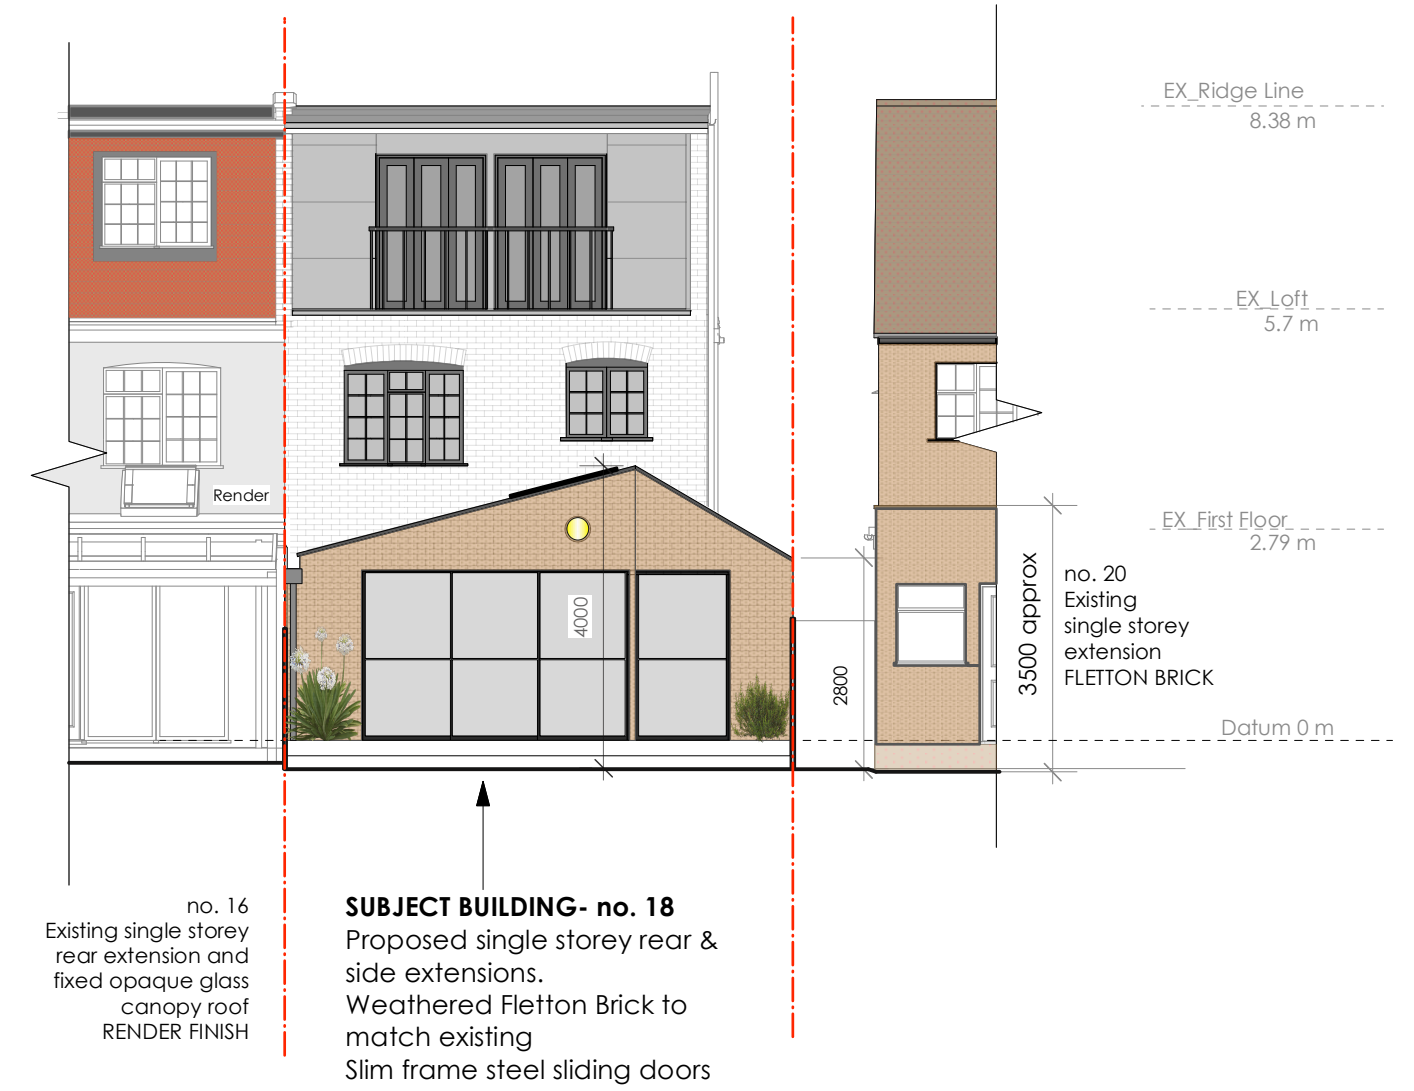 EX_Ridge Line
8.38 m
EX_Loft
5.7 m
Render
EX_First Floor
2.79 m
3500 approx
no. 20
Existing
single storey
extension
FLETTON BRICK
4000
2800
Datum 0 m
no. 16
Existing single storey
rear extension and
fixed opaque glass
canopy roof
RENDER FINISH
SUBJECT BUILDING- no. 18
Proposed single storey rear &
side extensions.
Weathered Fletton Brick to
match existing
Slim frame steel sliding doors